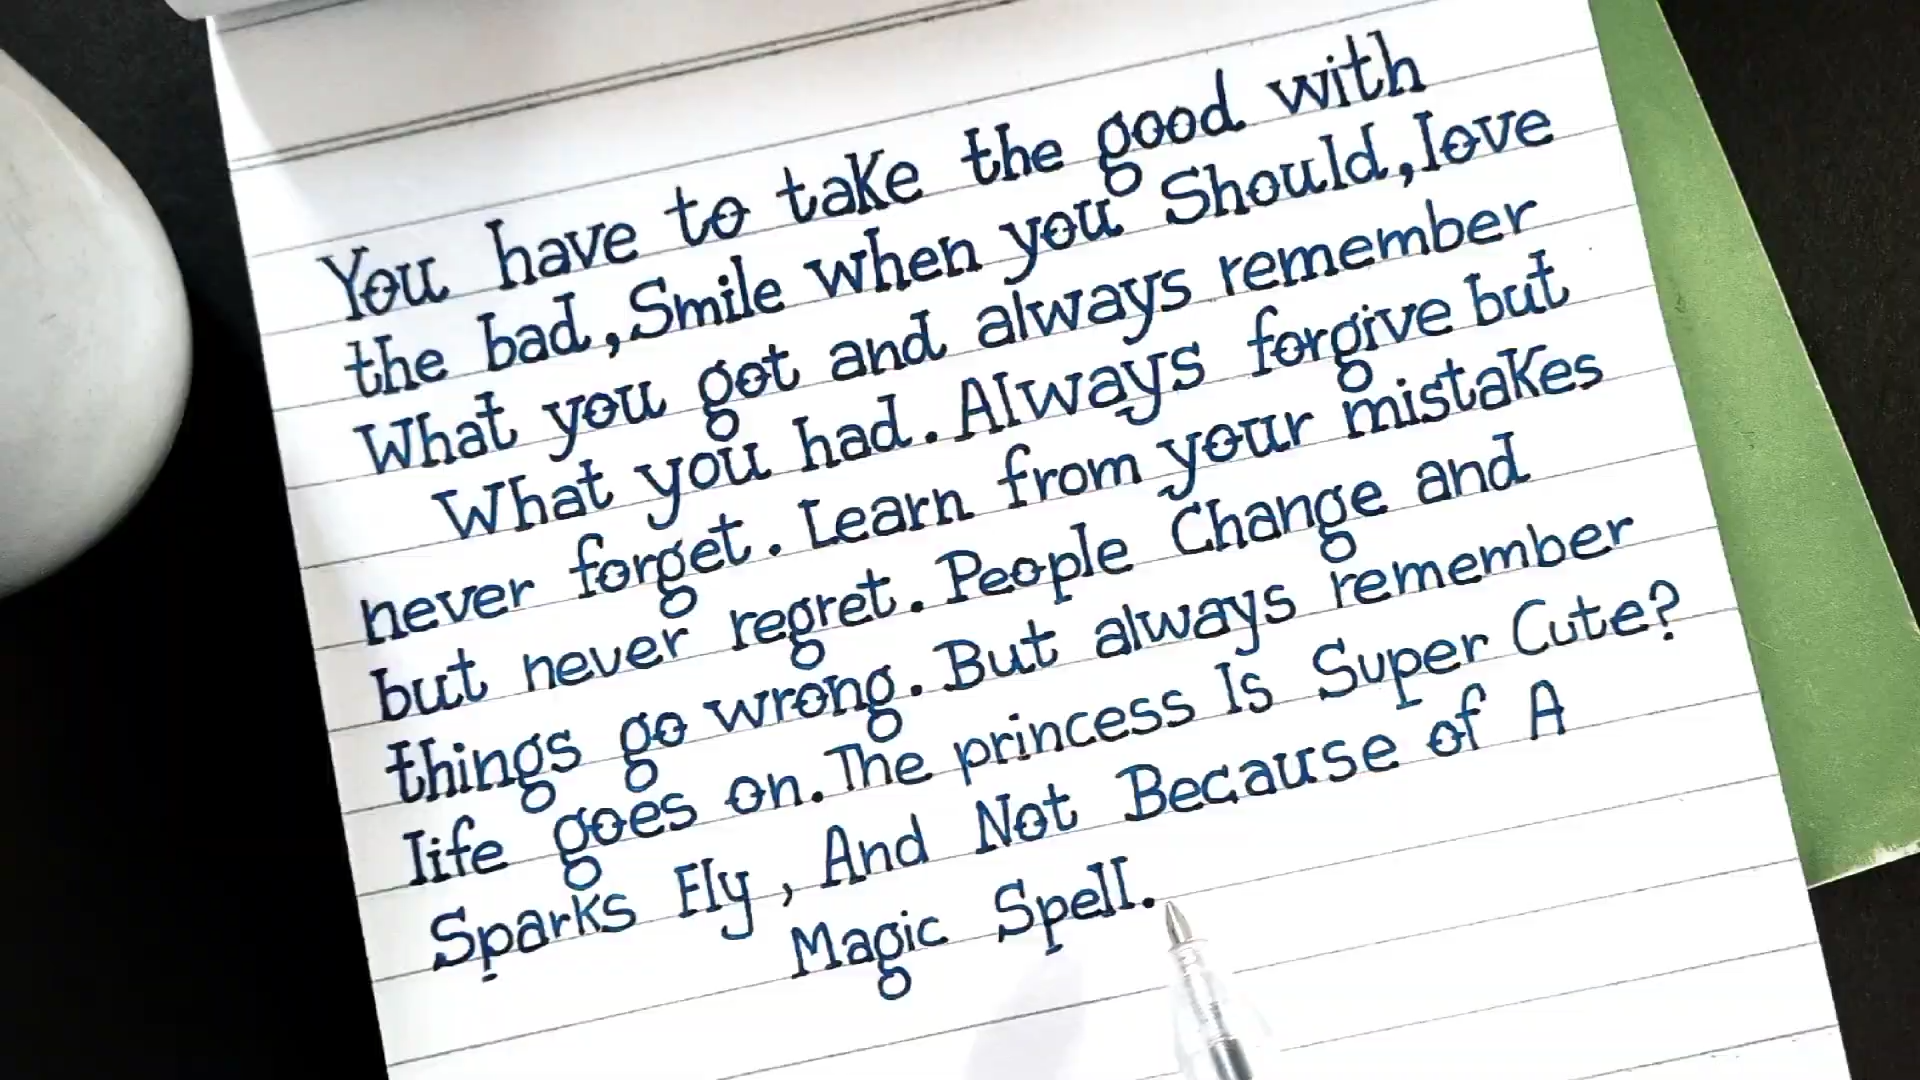 You have to take the good with
the bad, Smile when you Should, love
What you got and always remember
What you had. Always forgive but
never forget. Learn from your mistakes
but never regret. People Change and
things go wrong. But always remember
life goes on. The princess Is Super Cute?
Sparks Fly, And Not Because of A
Magic Spell.